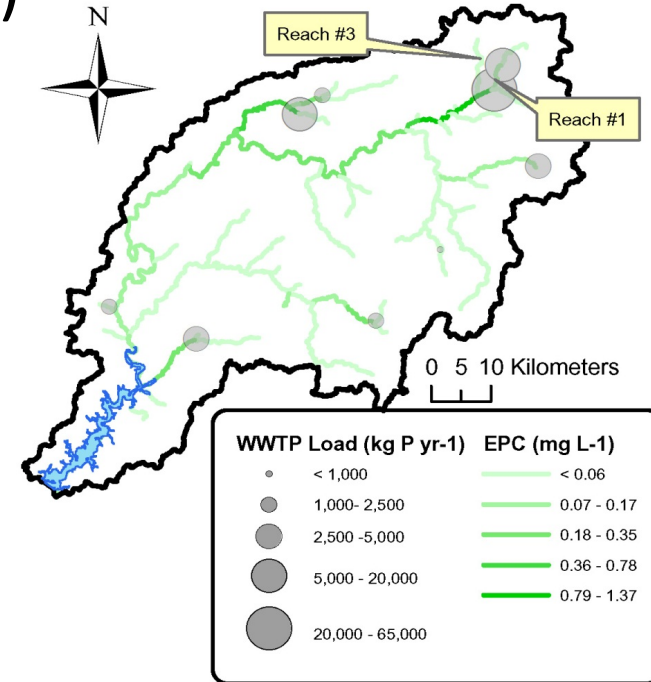 )
N
Reach #3
Reach #1
0 5 10 Kilometers
WWTP Load (kg P yr-1) EPC (mg L-1)
< 1,000 < 0.06
1,000- 2,500 0.07 - 0.17
2,500 -5,000 0.18 - 0.35
5,000 - 20,000 0.36 - 0.78
20,000 - 65,000 0.79 - 1.37